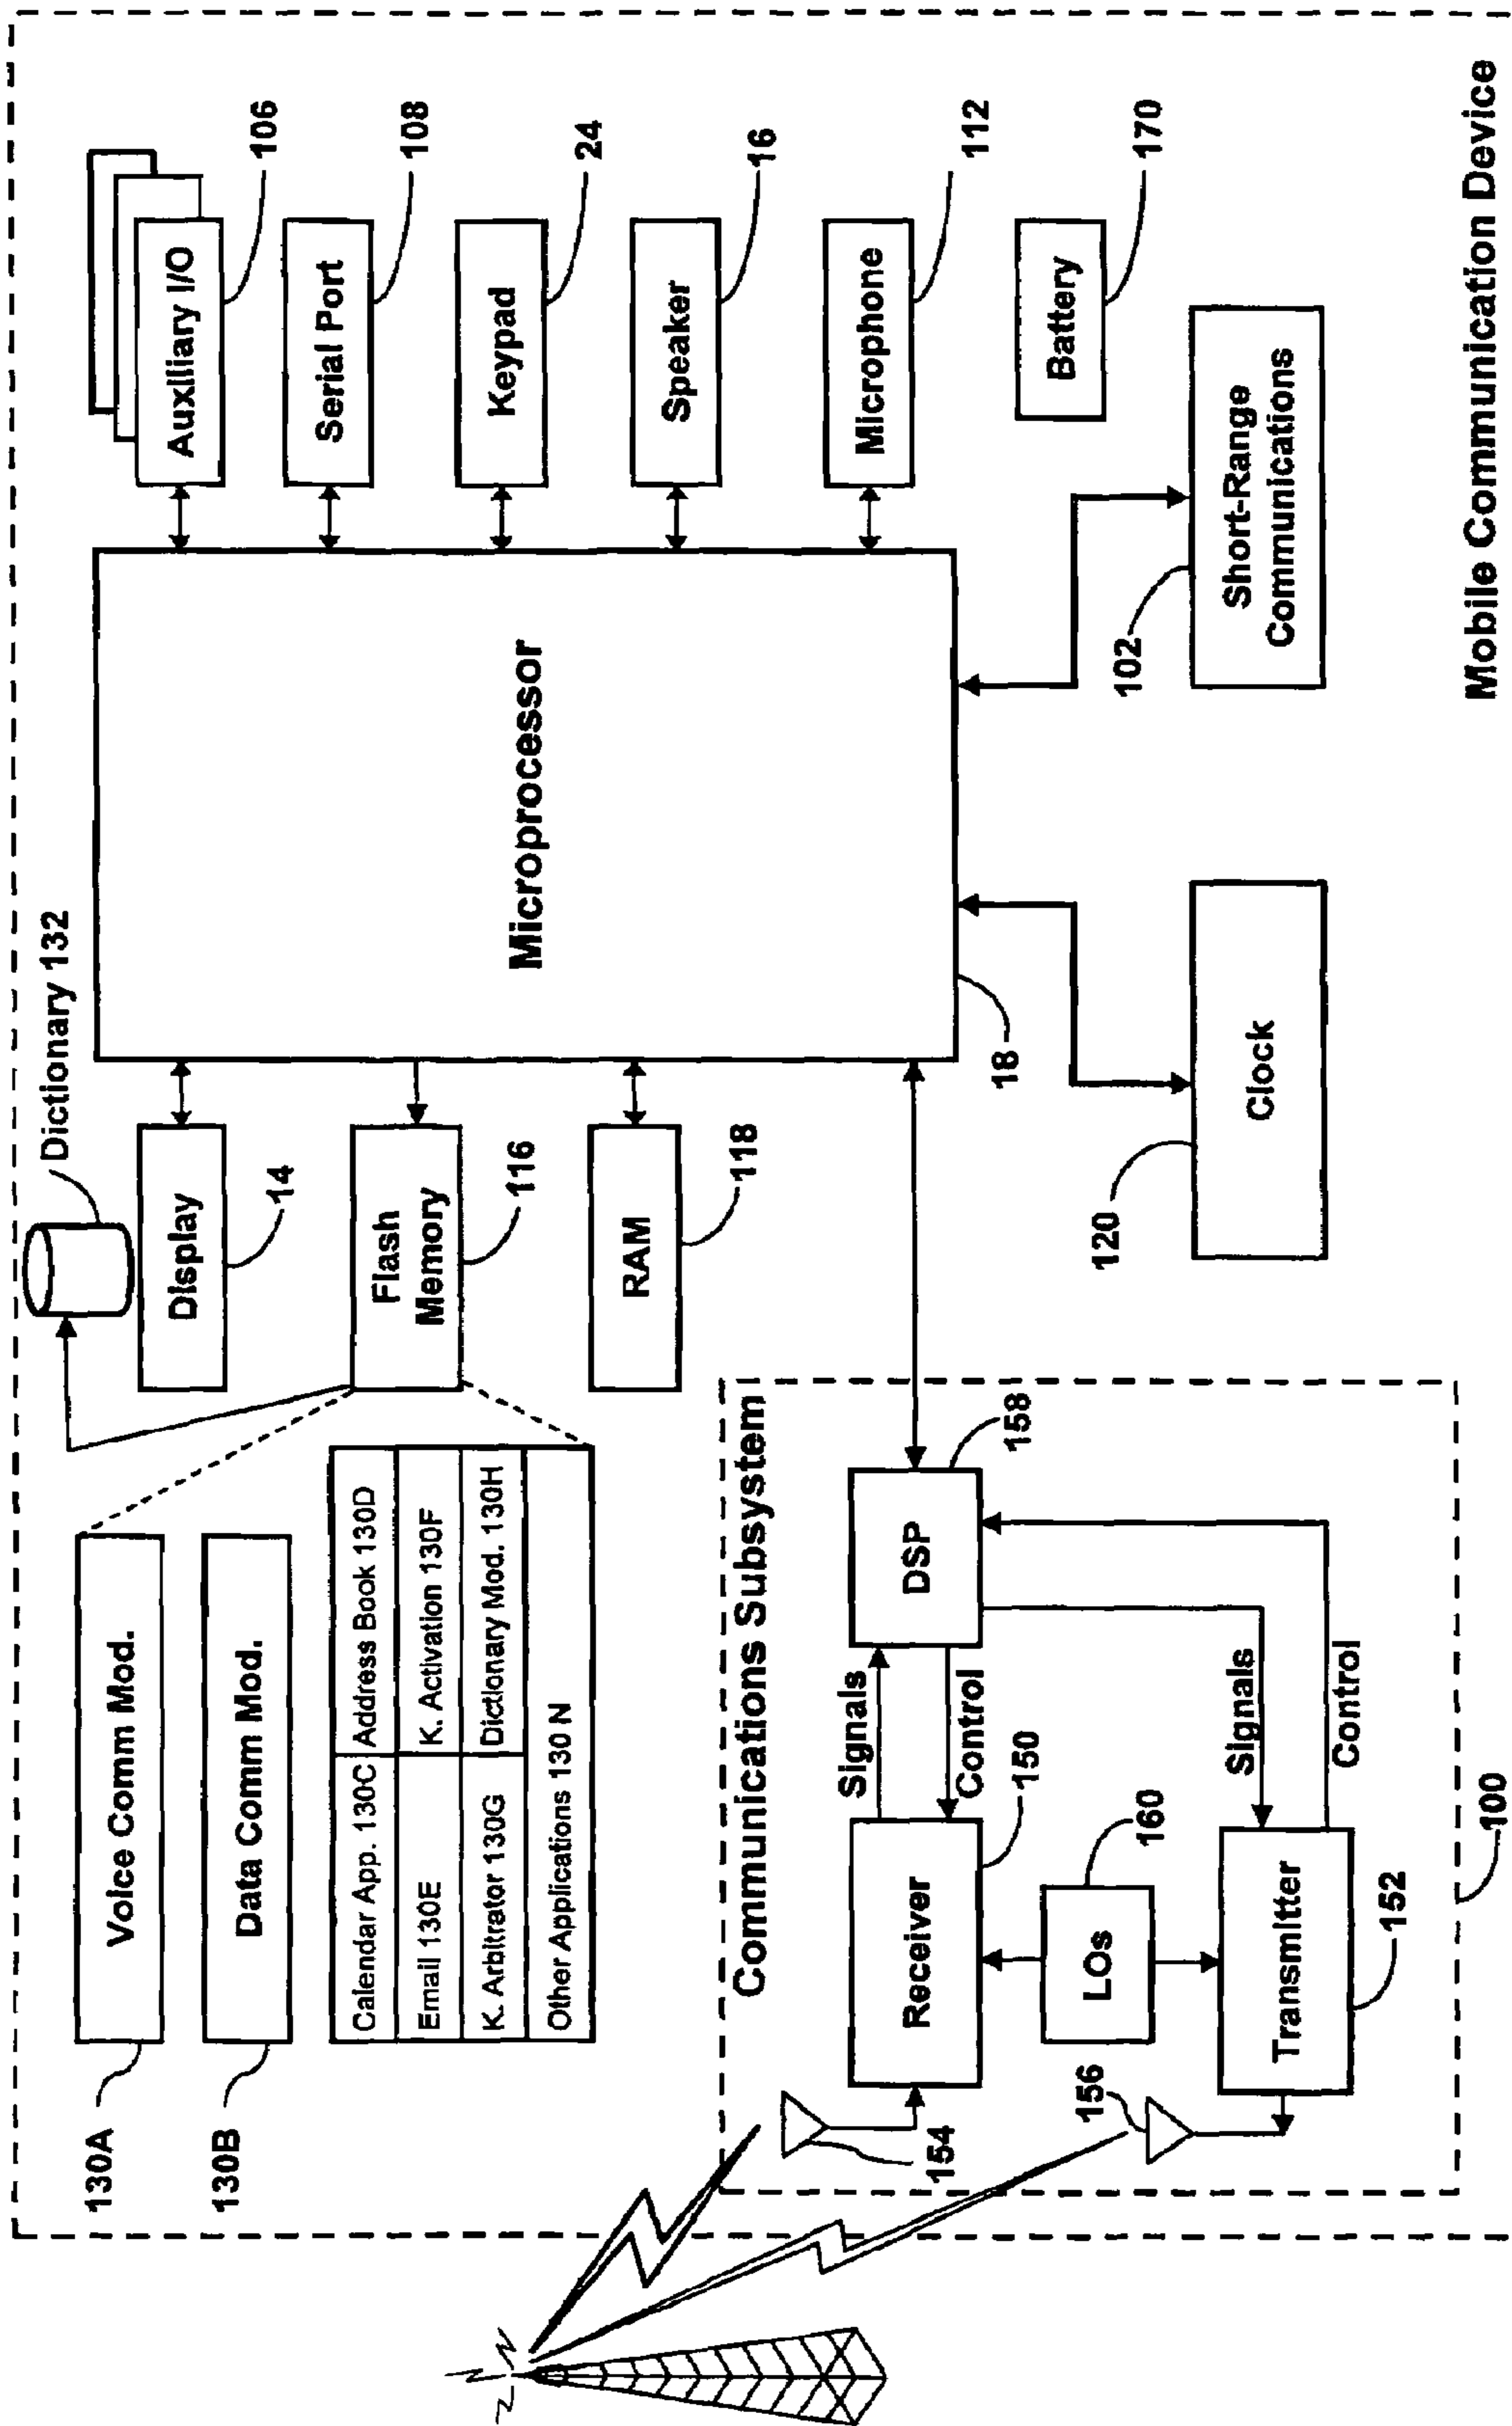 Dictionary 132
Voice Comm Mod.
130A
Data Comm Mod.
130B
Calendar App. 130C
Address Book 130D
Email 130E
K. Activation 130F
K. Arbitrator 130G
Dictionary Mod. 130H
Other Applications 130 N
Display
14
Flash
Memory
116
RAM
118
Microprocessor
18
Auxiliary I/O
106
Serial Port
108
Keypad
24
Speaker
16
Microphone
112
Battery
170
Communications Subsystem
Receiver
150
Signals
Control
DSP
158
LOs
160
Transmitter
152
Signals
Control
154
156
100
Clock
120
Short-Range
Communications
102
Mobile Communication Device